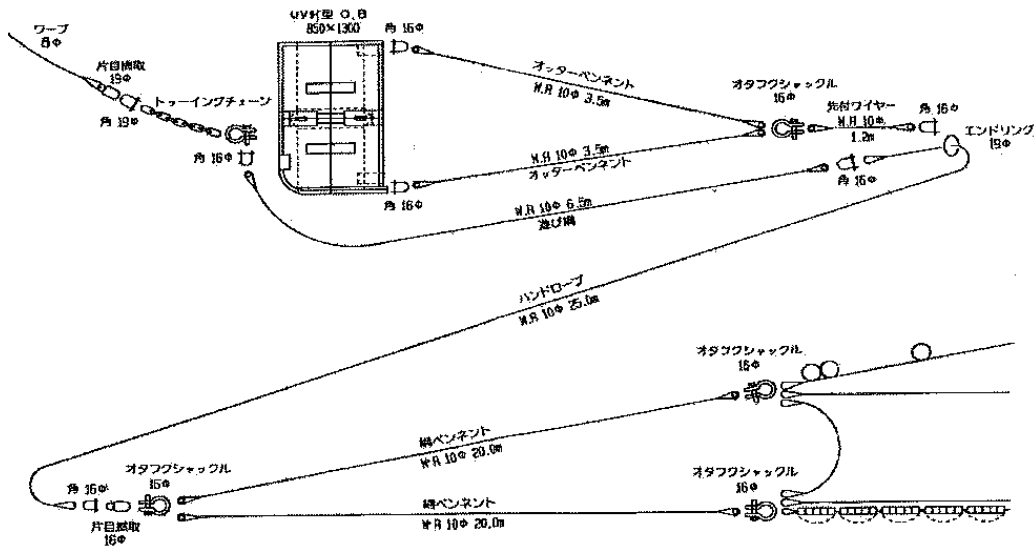 ワープ
8Φ
片目撚取
19Φ
角 19Φ
トゥーイングチェーン
角 16Φ
型 O.B
850×1300
角 16Φ
角 16Φ
オッターペンネント
W.R 10Φ 3.5m
W.R 10Φ 3.5m
オッターペンネント
オタフクシャックル
16Φ
先付ワイヤー
W.R 10Φ
1.2m
角 16Φ
エンドリング
19Φ
角 16Φ
W.R 10Φ 6.5m
遊び綱
ハンドロープ
W.R 10Φ 25.0m
オタフクシャックル
16Φ
網ペンネント
W.R 10Φ 20.0m
オタフクシャックル
16Φ
角 16Φ
片目撚取
16Φ
網ペンネント
W.R 10Φ 20.0m
オタフクシャックル
16Φ